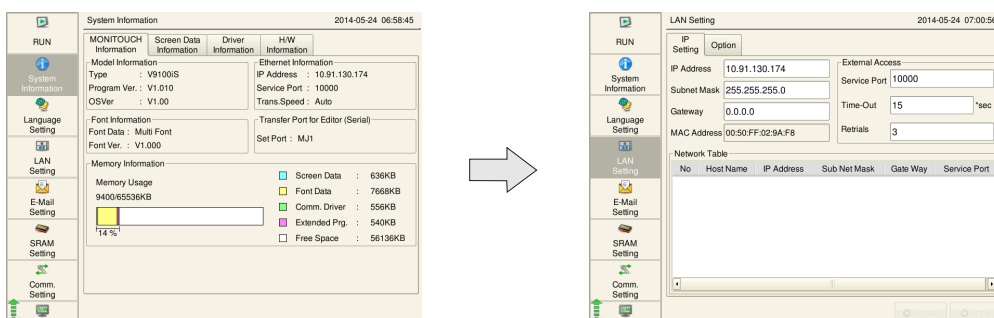 System Information 2014-05-24 06:58:45
RUN
System
Information
Language
Setting
LAN
Setting
E-Mail
Setting
SRAM
Setting
Comm.
Setting
MONITOUCH
Information
Screen Data
Information
Driver
Information
H/W
Information
Model Information
Type : V9100iS
Program Ver. : V1.010
OSVer : V1.00
Ethernet Information
IP Address : 10.91.130.174
Service Port : 10000
Trans.Speed : Auto
Font Information
Font Data : Multi Font
Font Ver. : V1.000
Transfer Port for Editor (Serial)
Set Port : MJ1
Memory Information
Memory Usage
9400/65536KB
14 %
Screen Data : 636KB
Font Data : 7668KB
Comm. Driver : 556KB
Extended Prg. : 540KB
Free Space : 56136KB
LAN Setting 2014-05-24 07:00:56
RUN
System
Information
Language
Setting
LAN
Setting
E-Mail
Setting
SRAM
Setting
Comm.
Setting
IP
Setting
Option
IP Address 10.91.130.174
Subnet Mask 255.255.255.0
Gateway 0.0.0.0
MAC Address 00:50:FF:02:9A:F8
External Access
Service Port 10000
Time-Out 15 *sec
Retrials 3
Network Table
No Host Name IP Address Sub Net Mask Gate Way Service Port